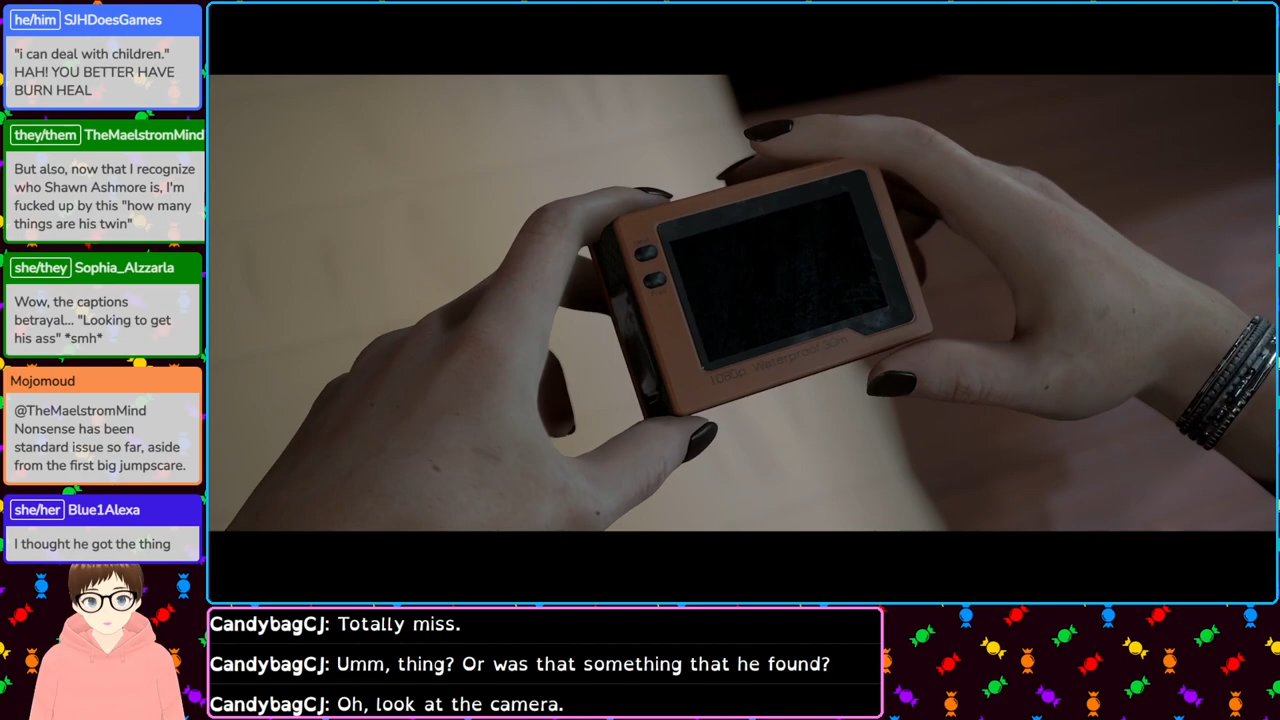 he/him SJHDoesGames
"i can deal with children."
HAH! YOU BETTER HAVE
BURN HEAL
they/them TheMaelstromMind
But also, now that I recognize
who Shawn Ashmore is, I'm
fucked up by this "how many
things are his twin"
she/they Sophia_Alzzarla
Wow, the captions
betrayal... "Looking to get
his ass" *smh*
Mojomoud
@TheMaelstromMind
Nonsense has been
standard issue so far, aside
from the first big jumpscare.
she/her Blue1Alexa
I thought he got the thing
1080p Waterproof 30m
CandybagCJ: Totally miss.
CandybagCJ: Umm, thing? Or was that something that he found?
CandybagCJ: Oh, look at the camera.